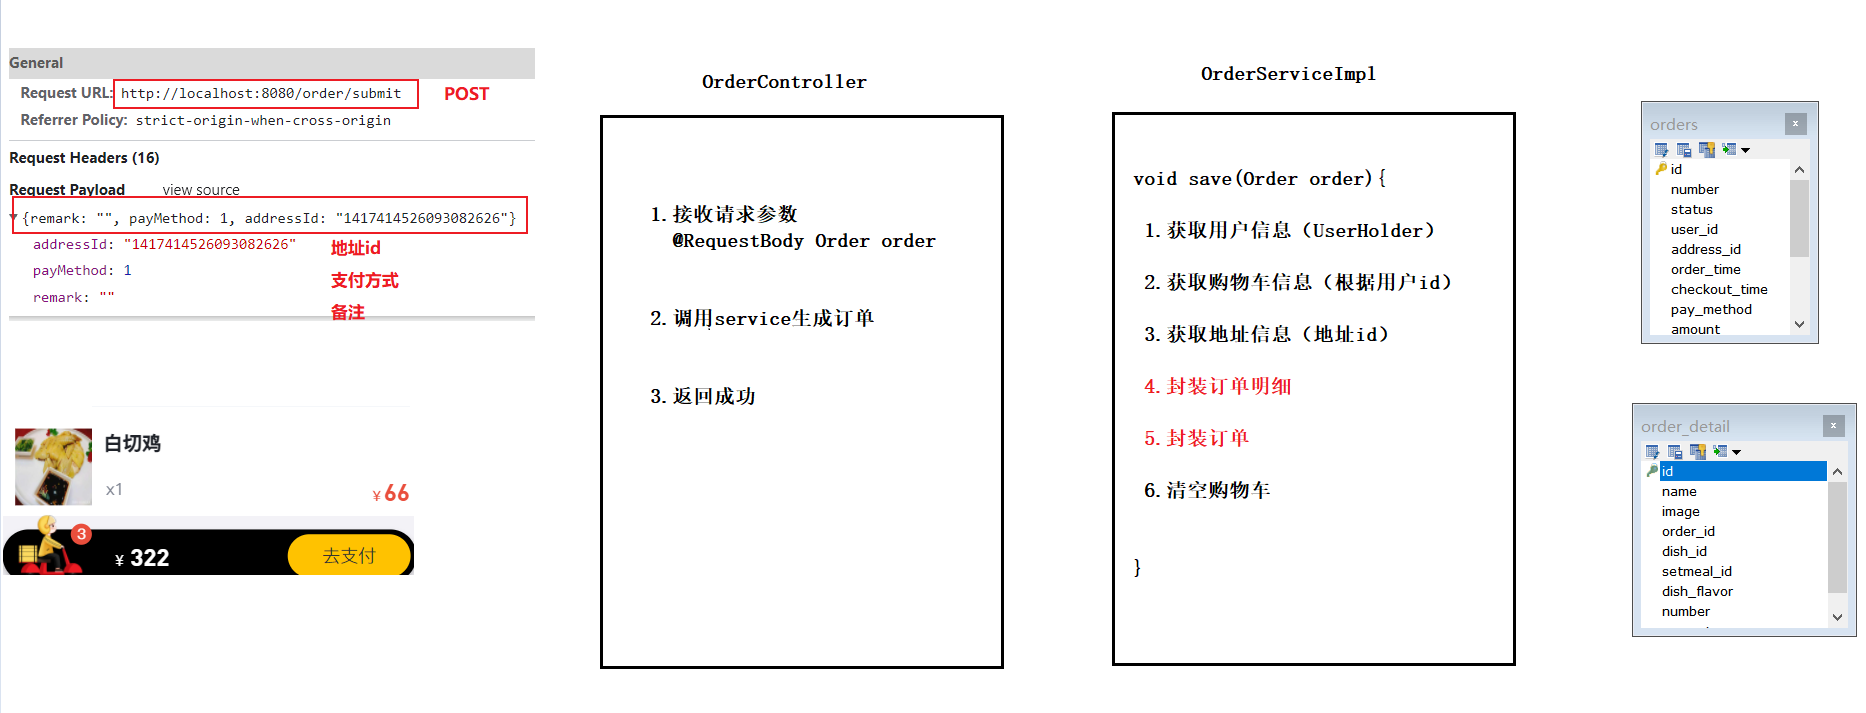 General
Request URL: http://localhost:8080/order/submit POST
Referrer Policy: strict-origin-when-cross-origin
Request Headers (16)
Request Payload view source
{remark: "", payMethod: 1, addressId: "1417414526093082626"}
addressId: "1417414526093082626" 地址id
payMethod: 1 支付方式
remark: "" 备注
白切鸡
x1
¥66
3
¥ 322
去支付
OrderController
1.接收请求参数
@RequestBody Order order
2.调用service生成订单
3.返回成功
OrderServiceImpl
void save(Order order){
1.获取用户信息（UserHolder）
2.获取购物车信息（根据用户id）
3.获取地址信息（地址id）
4.封装订单明细
5.封装订单
6.清空购物车
}
orders
id
number
status
user_id
address_id
order_time
checkout_time
pay_method
amount
order_detail
id
name
image
order_id
dish_id
setmeal_id
dish_flavor
number